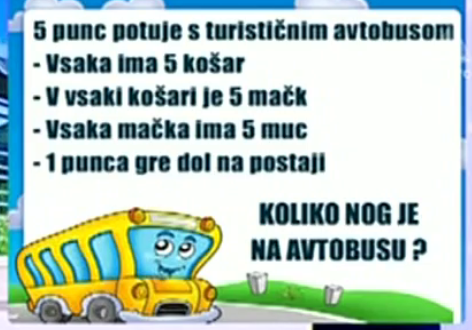 5 punc potuje s turističnim avtobusom
- Vsaka ima 5 košar
- V vsaki košari je 5 mačk
- Vsaka mačka ima 5 muc
- 1 punca gre dol na postaji
KOLIKO NOG JE
NA AVTOBUSU ?